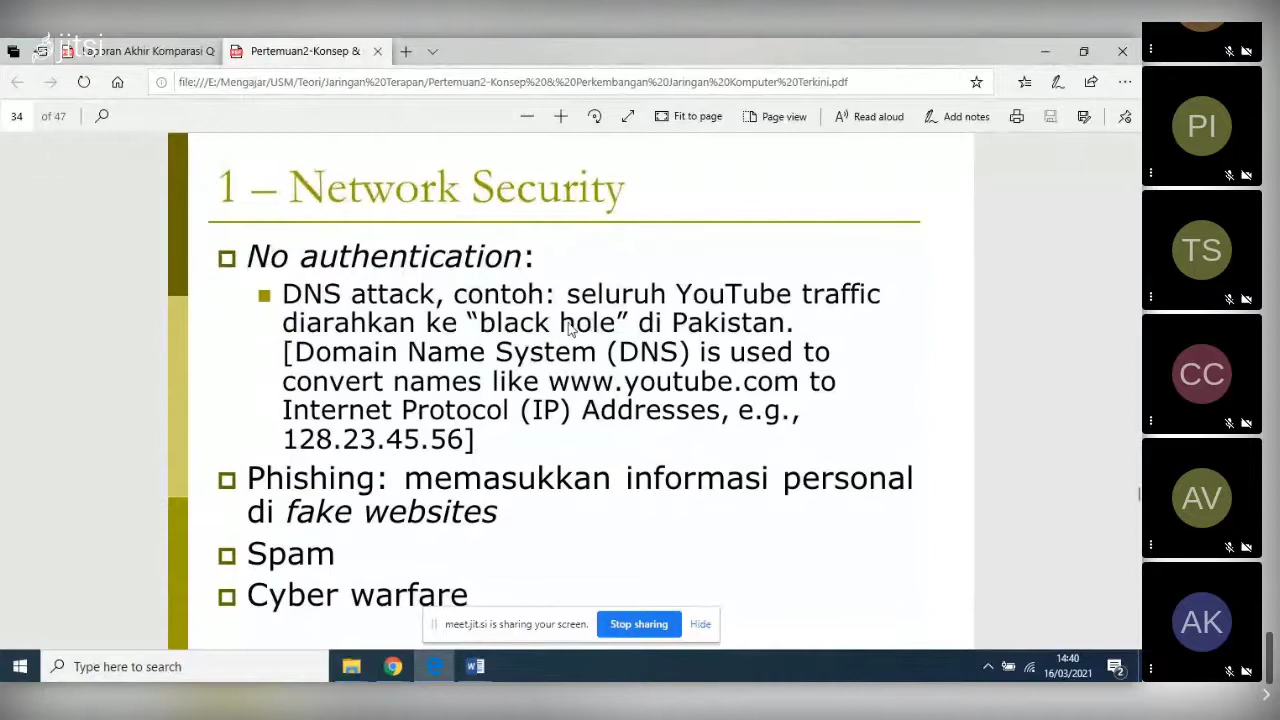 jitsi
Laporan Akhir Komparasi
Pertemuan2-Konsep &
file:///E:/Mengajar/USM/Teori/Jaringan%20Terapan/Pertemuan2-Konsep%20&%20Perkembangan%20Jaringan%20Komputer%20Terkini.pdf
34 of 47
Fit to page
Page view
Read aloud
Add notes
1 – Network Security
No authentication:
DNS attack, contoh: seluruh YouTube traffic
diarahkan ke “black hole” di Pakistan.
[Domain Name System (DNS) is used to
convert names like www.youtube.com to
Internet Protocol (IP) Addresses, e.g.,
128.23.45.56]
Phishing: memasukkan informasi personal
di fake websites
Spam
Cyber warfare
meet.jit.si is sharing your screen.
Stop sharing
Hide
Type here to search
14:40
16/03/2021
2
PI
TS
CC
AV
AK